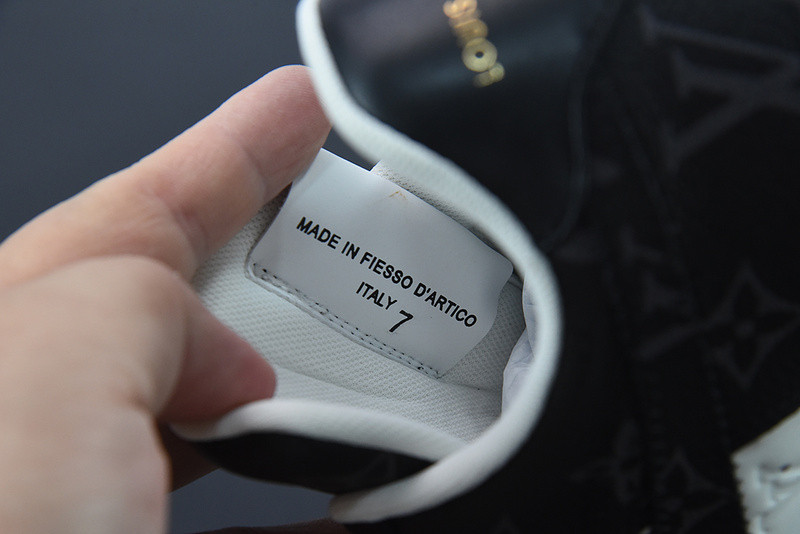 MADE IN FIESSO D'ARTICO
ITALY 7